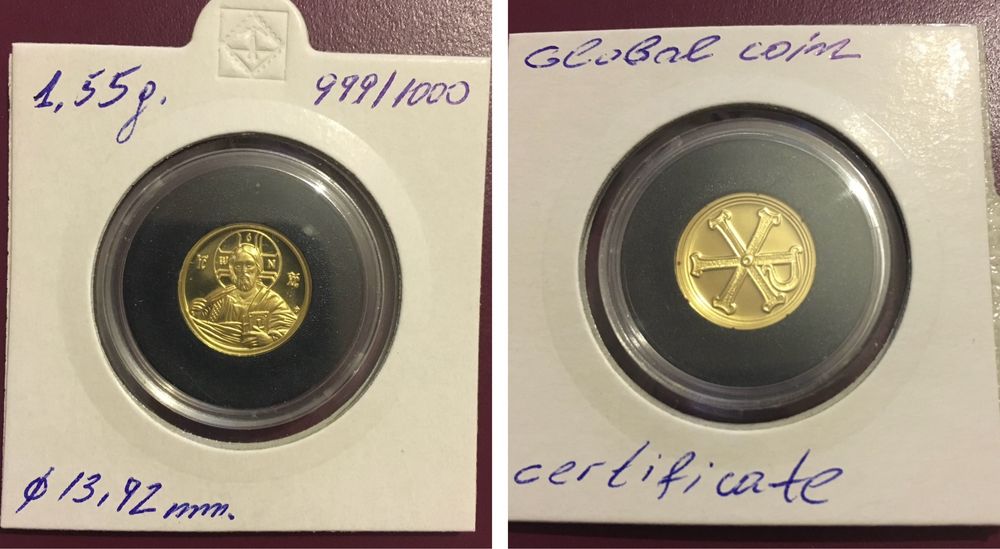 1,55g. 999/1000
ϕ 13,92 mm.
Global coin
certificate